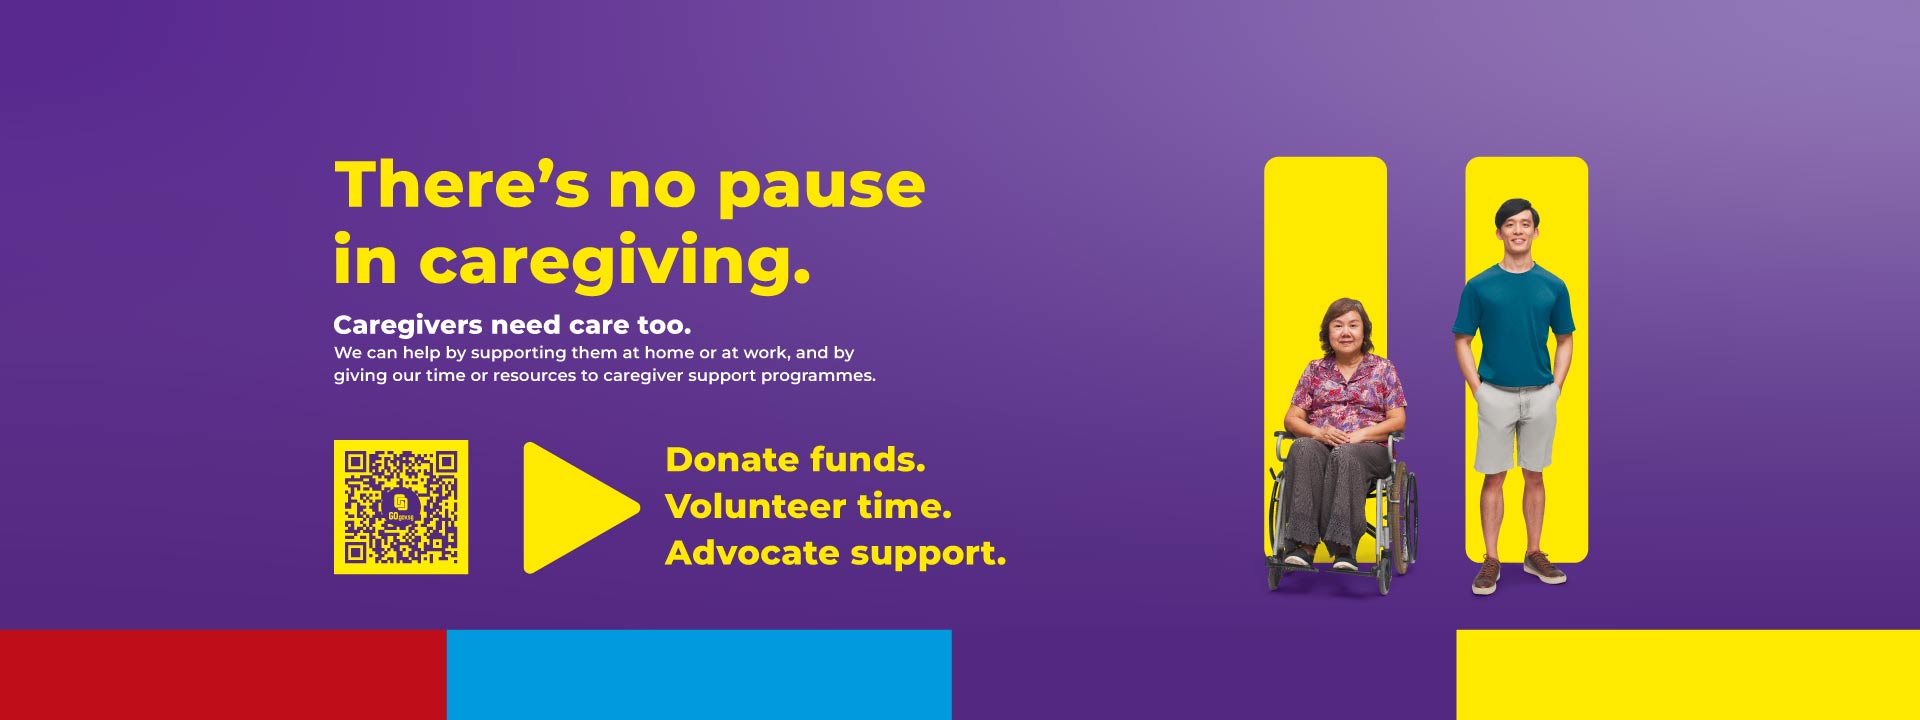 There’s no pause
in caregiving.
Caregivers need care too.
We can help by supporting them at home or at work, and by
giving our time or resources to caregiver support programmes.
GOgov.sg
Donate funds.
Volunteer time.
Advocate support.